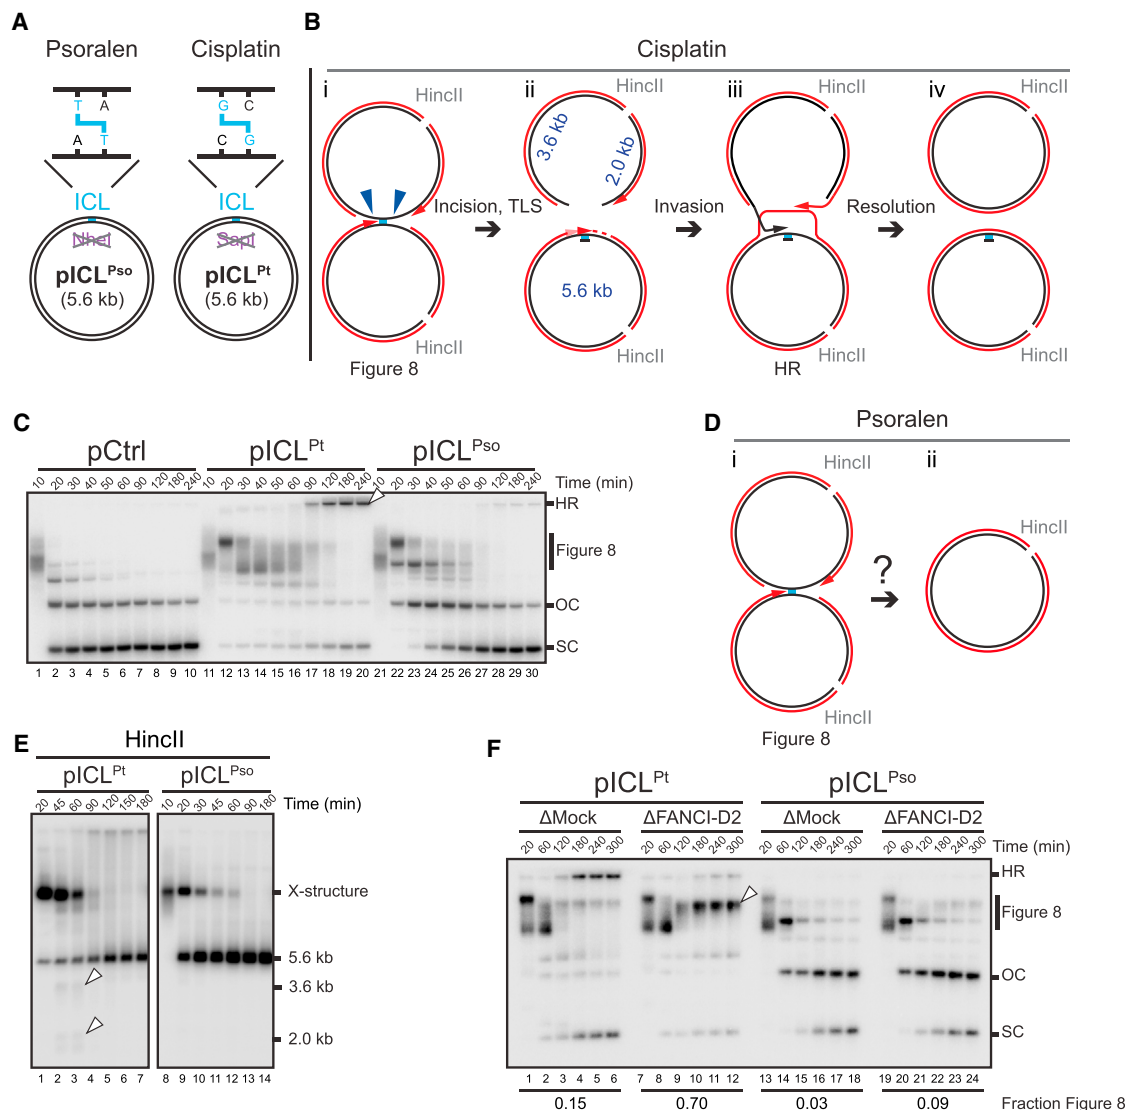 A
Psoralen
Cisplatin
T A
A T
G C
C G
ICL
ICL
NheI
SapI
pICLPso
(5.6 kb)
pICLPt
(5.6 kb)
B
Cisplatin
i
ii
iii
iv
HincII
HincII
HincII
HincII
3.6 kb
2.0 kb
Incision, TLS
Invasion
Resolution
5.6 kb
HincII
HincII
HincII
HincII
Figure 8
HR
C
pCtrl
pICLPt
pICLPso
10 20 30 40 50 60 90 120 180 240
10 20 30 40 50 60 90 120 180 240
10 20 30 40 50 60 90 120 180 240
Time (min)
HR
Figure 8
OC
SC
1 2 3 4 5 6 7 8 9 10 11 12 13 14 15 16 17 18 19 20 21 22 23 24 25 26 27 28 29 30
D
Psoralen
i
ii
HincII
HincII
?
HincII
Figure 8
E
HincII
pICLPt
pICLPso
20 45 60 90 120 150 180
10 20 30 45 60 90 180
Time (min)
X-structure
5.6 kb
3.6 kb
2.0 kb
1 2 3 4 5 6 7 8 9 10 11 12 13 14
F
pICLPt
pICLPso
ΔMock
ΔFANCI-D2
ΔMock
ΔFANCI-D2
20 60 120 180 240 300
20 60 120 180 240 300
20 60 120 180 240 300
20 60 120 180 240 300
Time (min)
HR
Figure 8
OC
SC
1 2 3 4 5 6 7 8 9 10 11 12 13 14 15 16 17 18 19 20 21 22 23 24
0.15 0.70 0.03 0.09 Fraction Figure 8